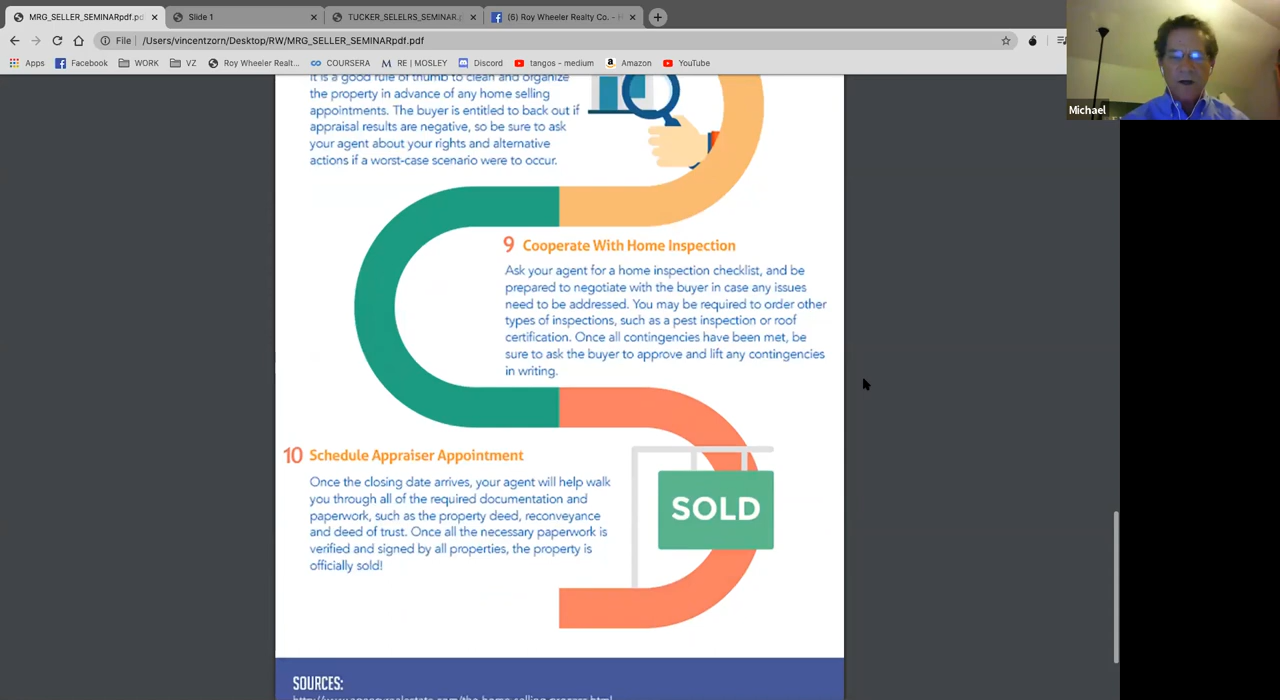 MRG_SELLER_SEMINARpdf.pd
Slide 1
TUCKER_SELELRS_SEMINAR.
(6) Roy Wheeler Realty Co. – H
File /Users/vincentzorn/Desktop/RW/MRG_SELLER_SEMINARpdf.pdf
Apps Facebook WORK VZ Roy Wheeler Realt... COURSERA RE | MOSLEY Discord tangos – medium Amazon YouTube
Michael
It is a good rule of thumb to clean and organize
the property in advance of any home selling
appointments. The buyer is entitled to back out if
appraisal results are negative, so be sure to ask
your agent about your rights and alternative
actions if a worst-case scenario were to occur.
9 Cooperate With Home Inspection
Ask your agent for a home inspection checklist, and be
prepared to negotiate with the buyer in case any issues
need to be addressed. You may be required to order other
types of inspections, such as a pest inspection or roof
certification. Once all contingencies have been met, be
sure to ask the buyer to approve and lift any contingencies
in writing.
10 Schedule Appraiser Appointment
Once the closing date arrives, your agent will help walk
you through all of the required documentation and
paperwork, such as the property deed, reconveyance
and deed of trust. Once all the necessary paperwork is
verified and signed by all properties, the property is
officially sold!
SOLD
SOURCES: